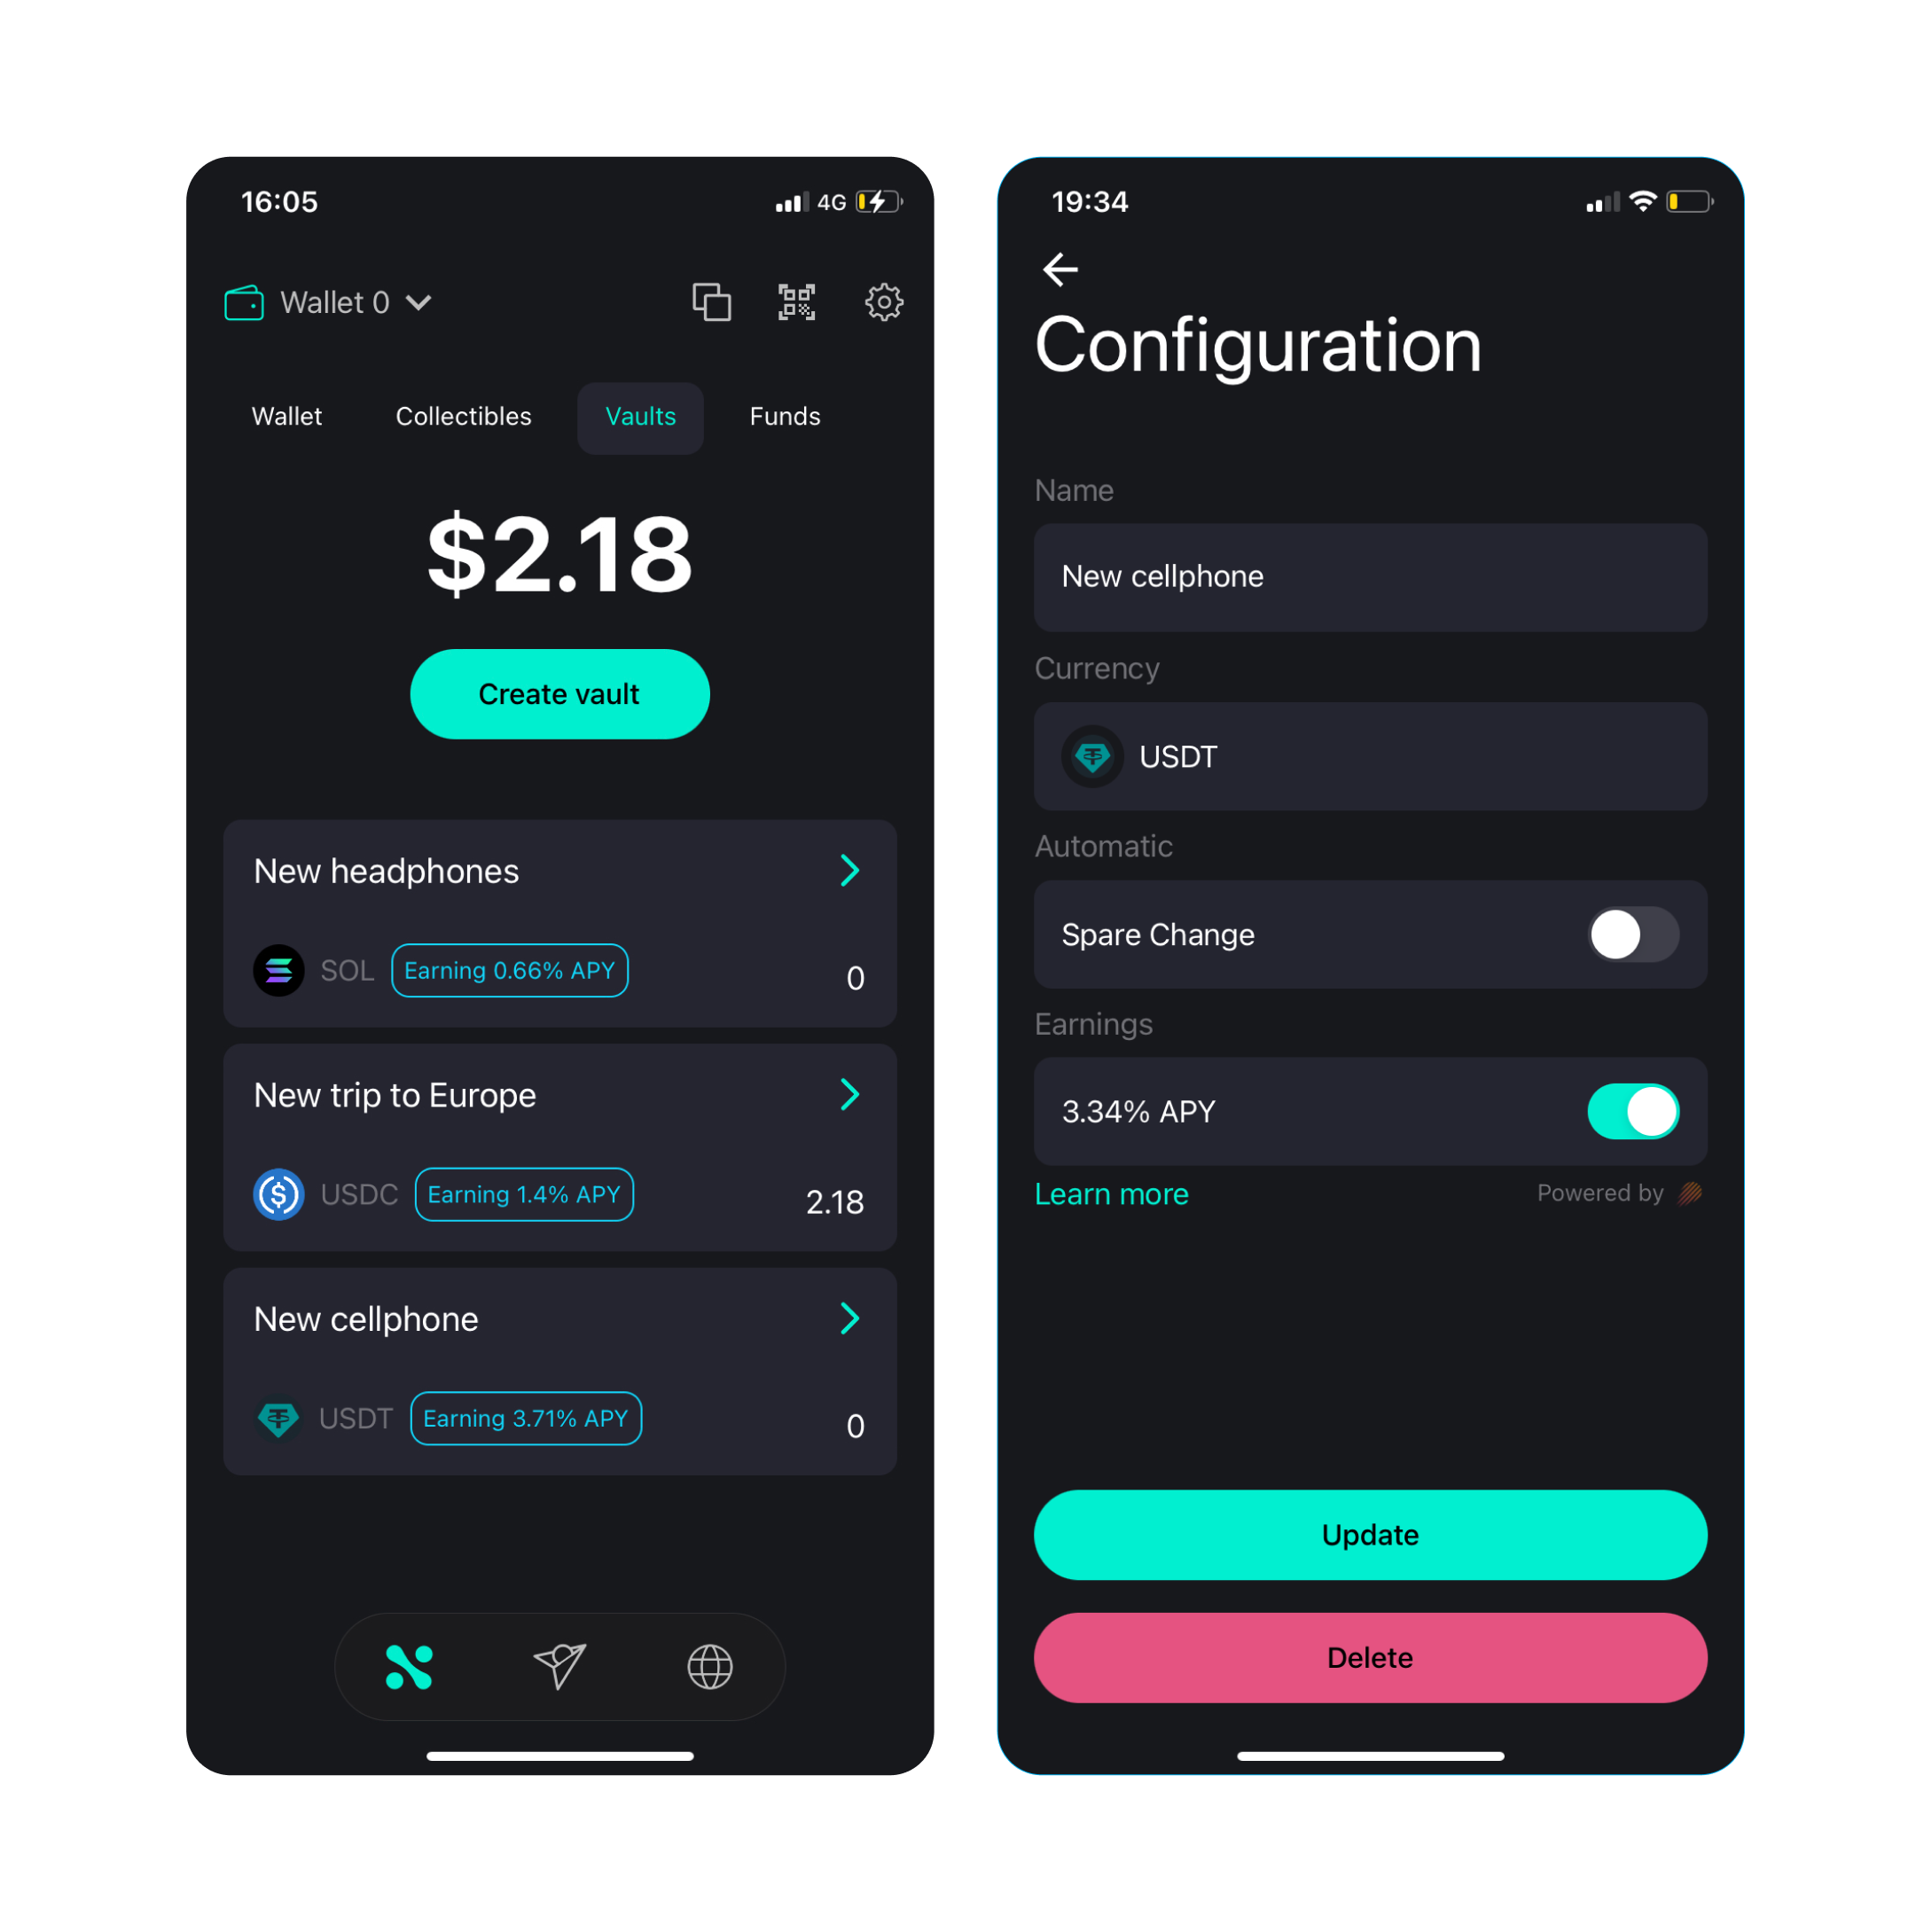 16:05
4G
Wallet 0
Wallet Collectibles Vaults Funds
$2.18
Create vault
New headphones
SOL Earning 0.66% APY 0
New trip to Europe
USDC Earning 1.4% APY 2.18
New cellphone
USDT Earning 3.71% APY 0
19:34
Configuration
Name
New cellphone
Currency
USDT
Automatic
Spare Change
Earnings
3.34% APY
Learn more Powered by
Update
Delete